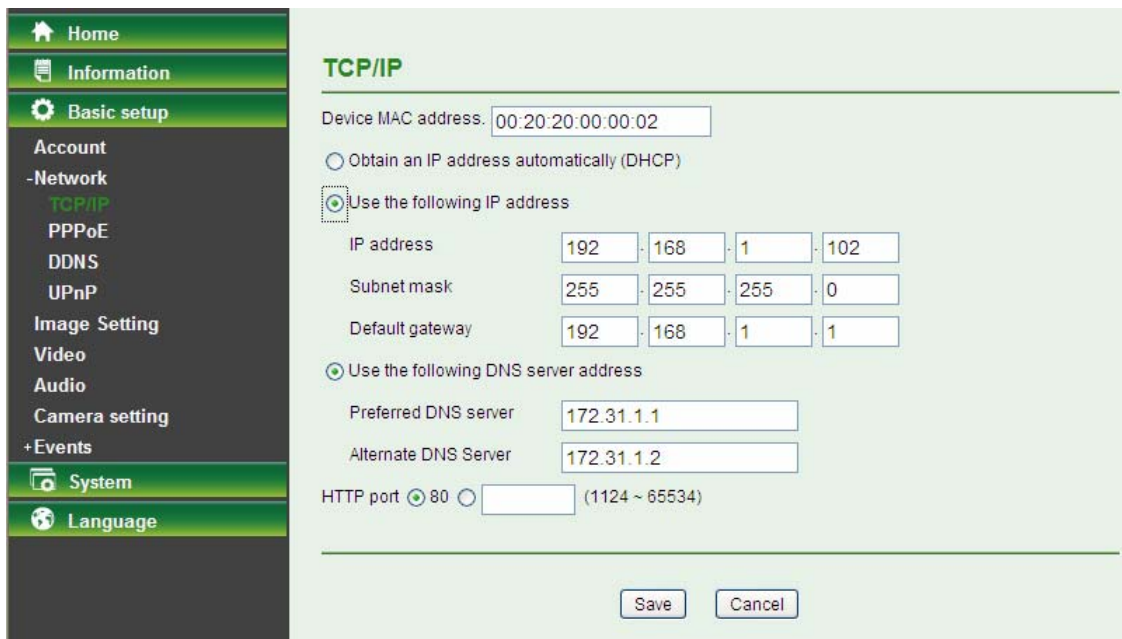 Home
Information
Basic setup
Account
-Network
TCP/IP
PPPoE
DDNS
UPnP
Image Setting
Video
Audio
Camera setting
+Events
System
Language
TCP/IP
Device MAC address. 00:20:20:00:00:02
Obtain an IP address automatically (DHCP)
Use the following IP address
IP address 192 . 168 . 1 . 102
Subnet mask 255 . 255 . 255 . 0
Default gateway 192 . 168 . 1 . 1
Use the following DNS server address
Preferred DNS server 172.31.1.1
Alternate DNS Server 172.31.1.2
HTTP port 80 (1124 ~ 65534)
Save Cancel